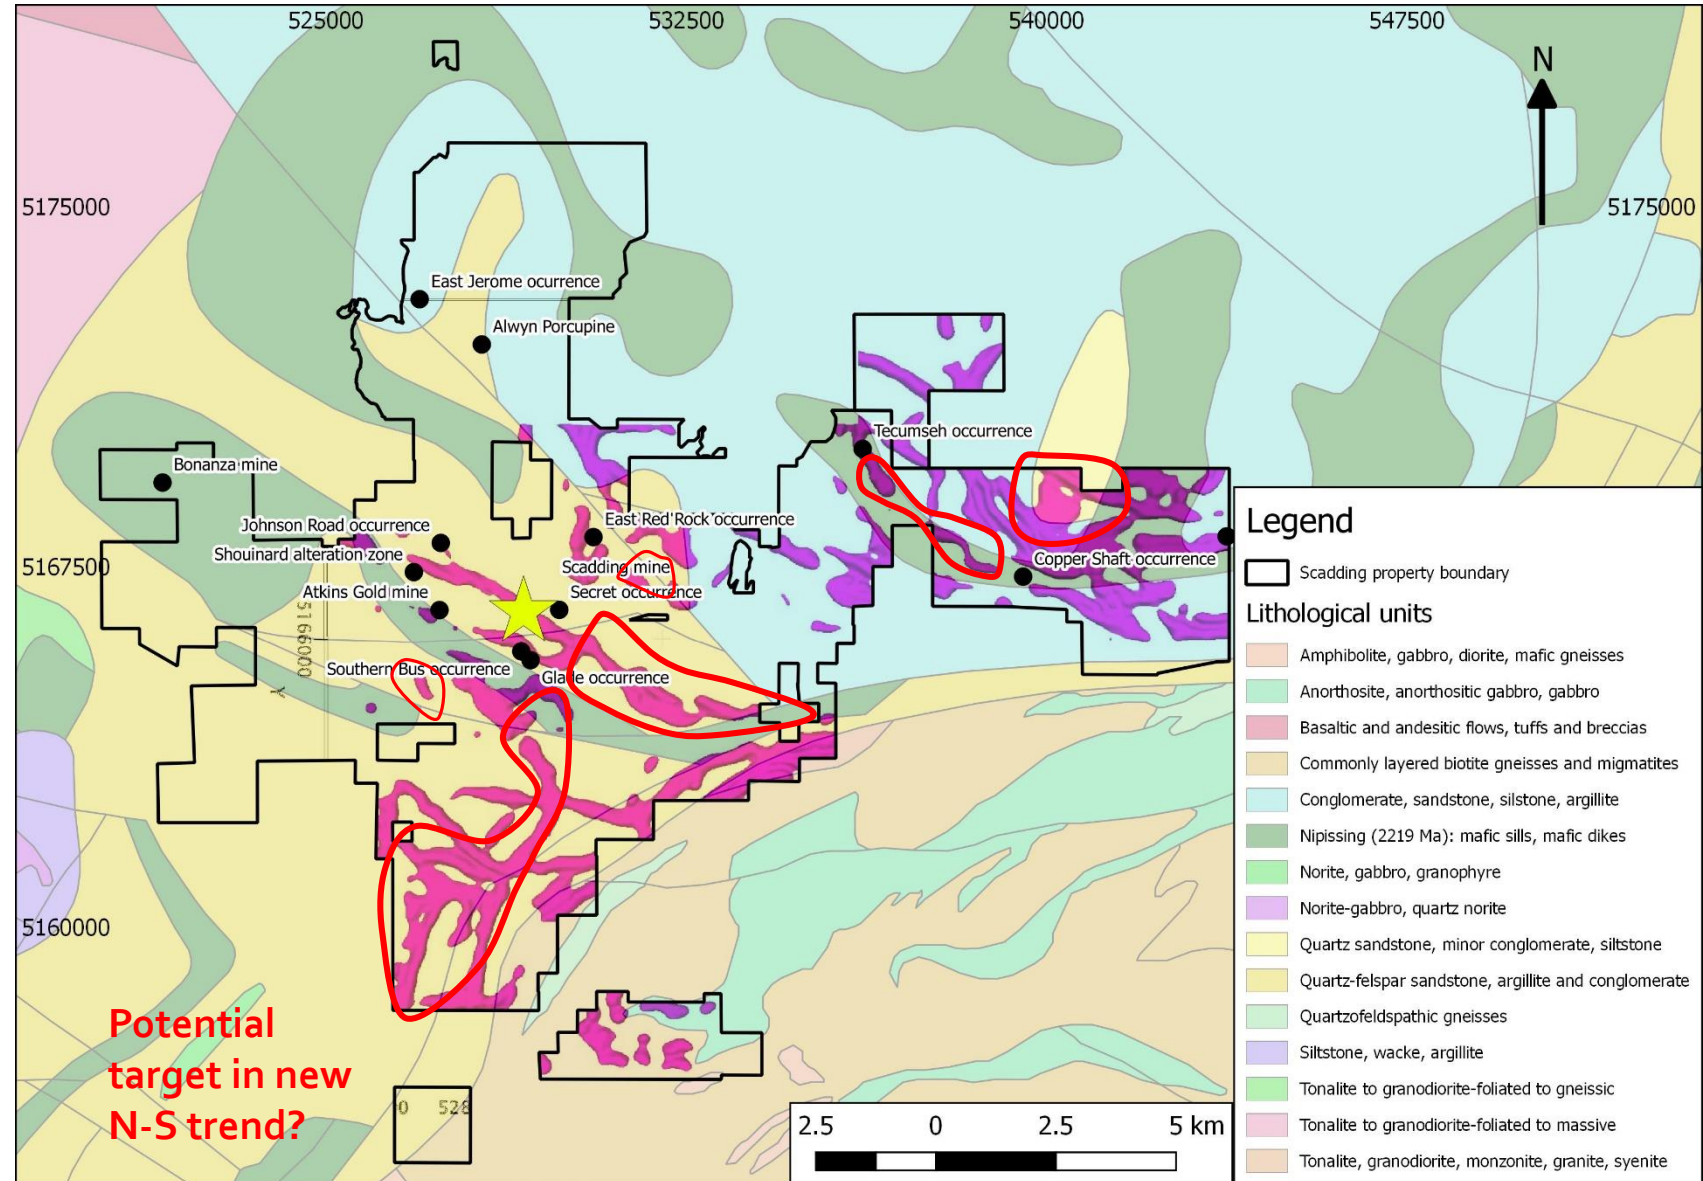 525000
532500
540000
547500
N
5175000
5175000
East Jerome ocurrence
Alwyn Porcupine
Tecumseh occurrence
Bonanza mine
Johnson Road occurrence
East Red Rock occurrence
Shouinard alteration zone
Scadding mine
5167500
Copper Shaft occurrence
Atkins Gold mine
Secret occurrence
5166000
Southern Bus occurrence
Glade occurrence
5160000
Potential
target in new
N-S trend?
0 528
2.5 0 2.5 5 km
Legend
Scadding property boundary
Lithological units
Amphibolite, gabbro, diorite, mafic gneisses
Anorthosite, anorthositic gabbro, gabbro
Basaltic and andesitic flows, tuffs and breccias
Commonly layered biotite gneisses and migmatites
Conglomerate, sandstone, silstone, argillite
Nipissing (2219 Ma): mafic sills, mafic dikes
Norite, gabbro, granophyre
Norite-gabbro, quartz norite
Quartz sandstone, minor conglomerate, siltstone
Quartz-felspar sandstone, argillite and conglomerate
Quartzofeldspathic gneisses
Siltstone, wacke, argillite
Tonalite to granodiorite-foliated to gneissic
Tonalite to granodiorite-foliated to massive
Tonalite, granodiorite, monzonite, granite, syenite